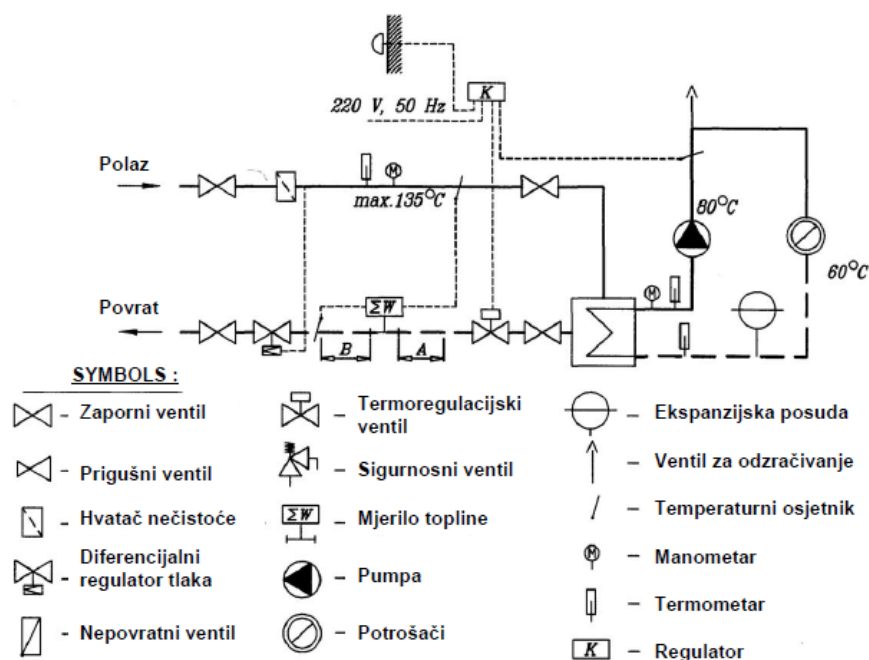 K
220 V, 50 Hz
Polaz
M
max.135°C
80°C
60°C
Povrat
ΣW
M
B
A
SYMBOLS :
- Zaporni ventil
- Prigušni ventil
- Hvatač nečistoće
- Diferencijalni
regulator tlaka
- Nepovratni ventil
- Termoregulacijski
ventil
- Sigurnosni ventil
ΣW - Mjerilo topline
- Pumpa
- Potrošači
- Ekspanzijska posuda
- Ventil za odzračivanje
- Temperaturni osjetnik
M - Manometar
- Termometar
K - Regulator